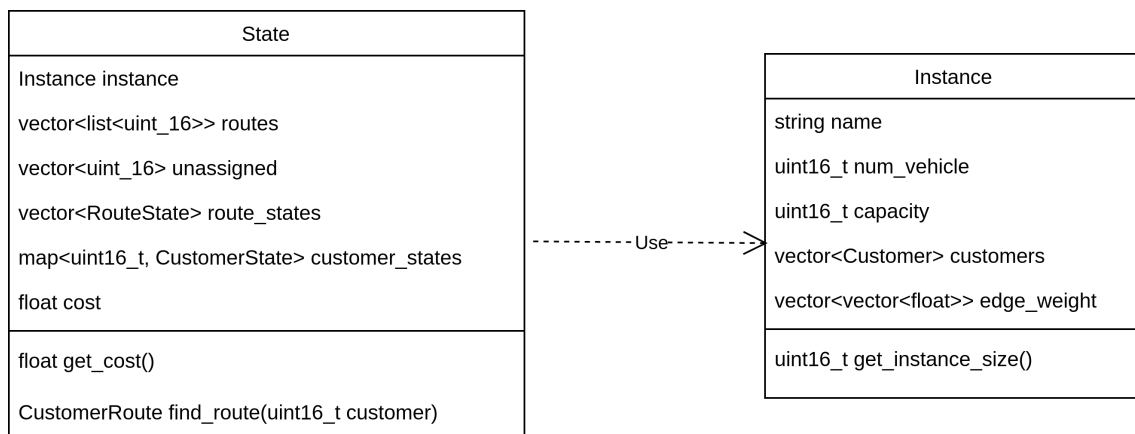 State
Instance instance
vector<list<uint_16>> routes
vector<uint_16> unassigned
vector<RouteState> route_states
map<uint16_t, CustomerState> customer_states
float cost
float get_cost()
CustomerRoute find_route(uint16_t customer)
Use
Instance
string name
uint16_t num_vehicle
uint16_t capacity
vector<Customer> customers
vector<vector<float>> edge_weight
uint16_t get_instance_size()